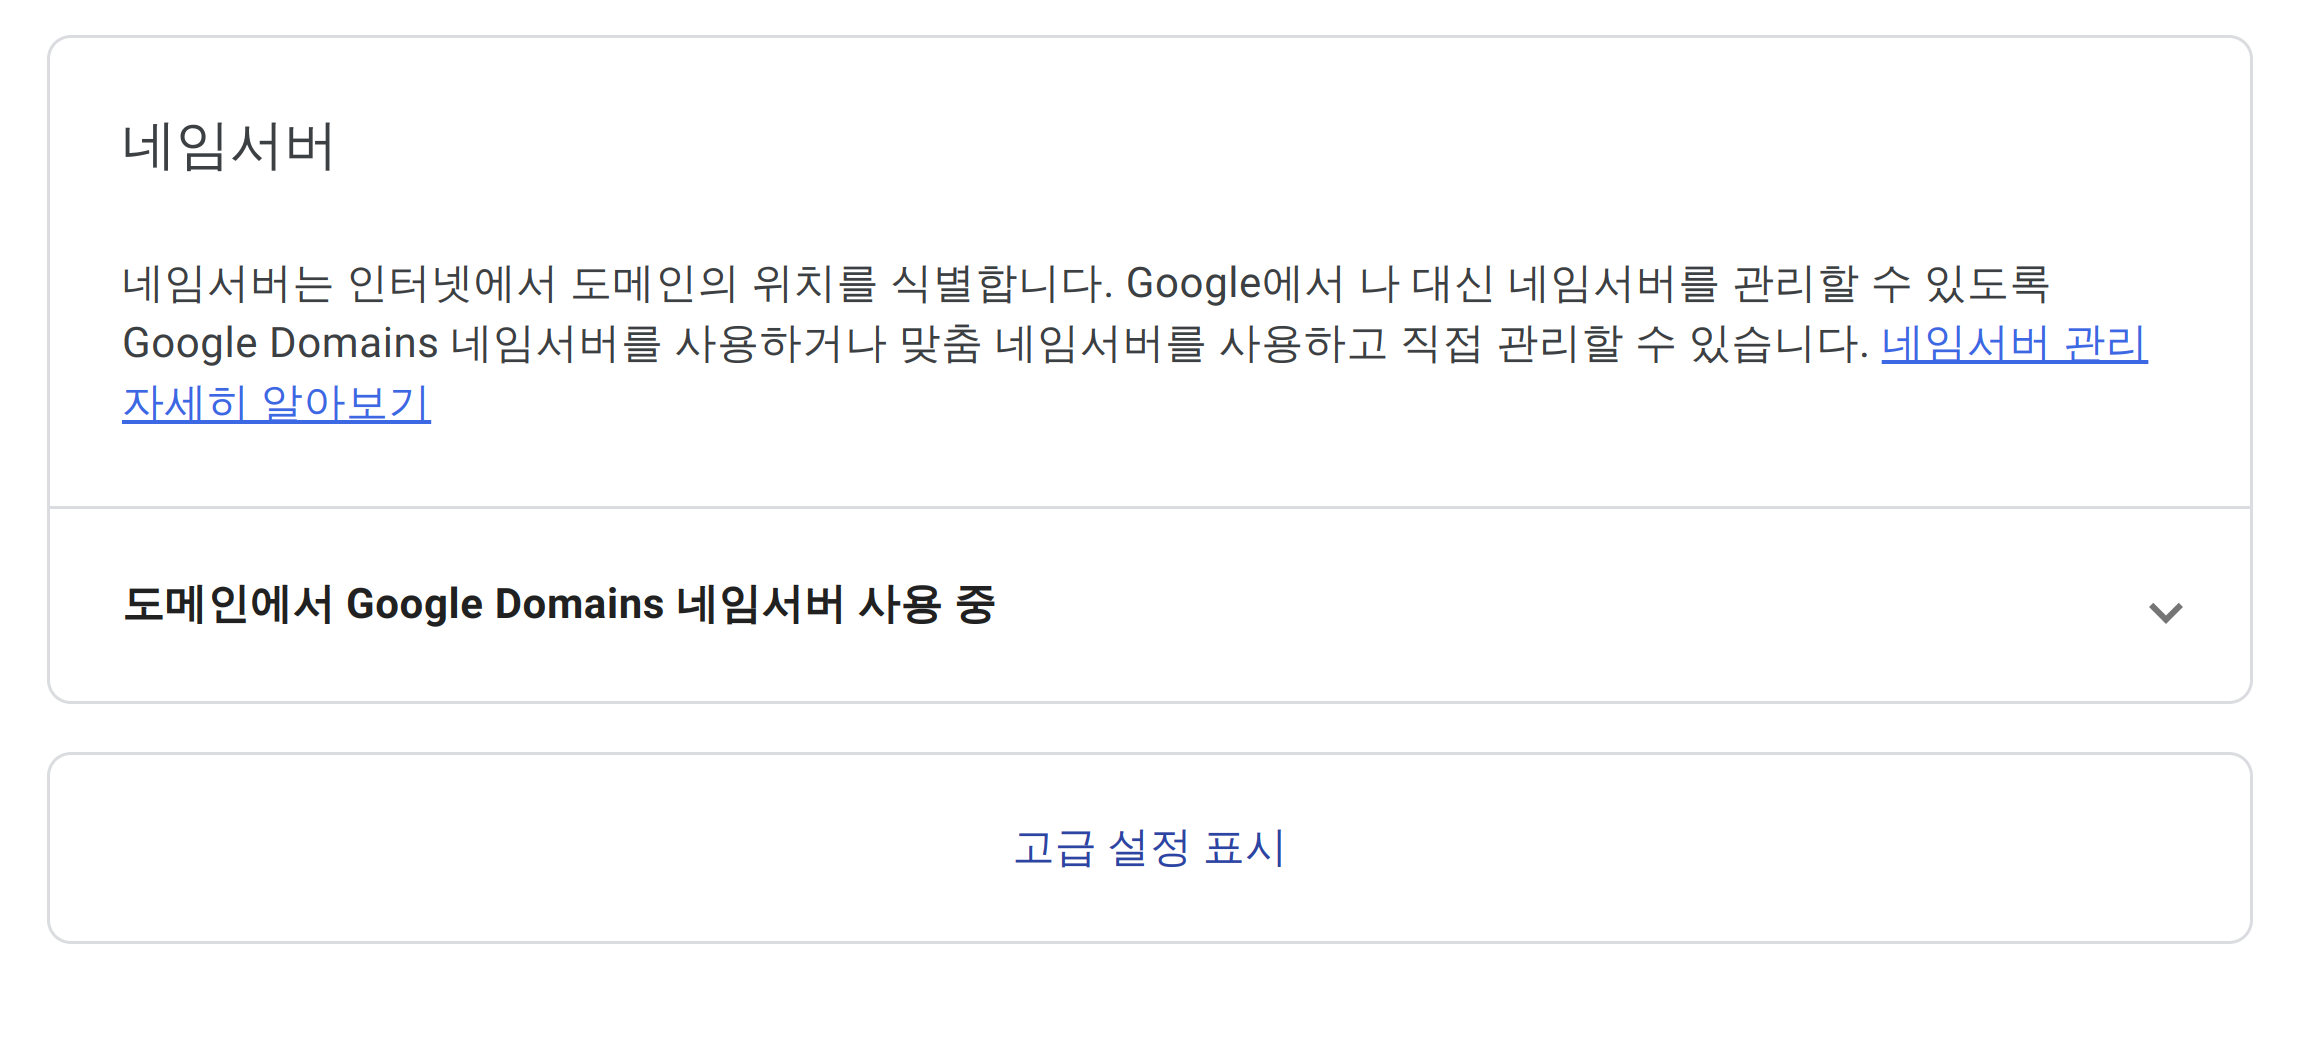 네임서버
네임서버는 인터넷에서 도메인의 위치를 식별합니다. Google에서 나 대신 네임서버를 관리할 수 있도록
Google Domains 네임서버를 사용하거나 맞춤 네임서버를 사용하고 직접 관리할 수 있습니다. 네임서버 관리
자세히 알아보기
도메인에서 Google Domains 네임서버 사용 중
고급 설정 표시